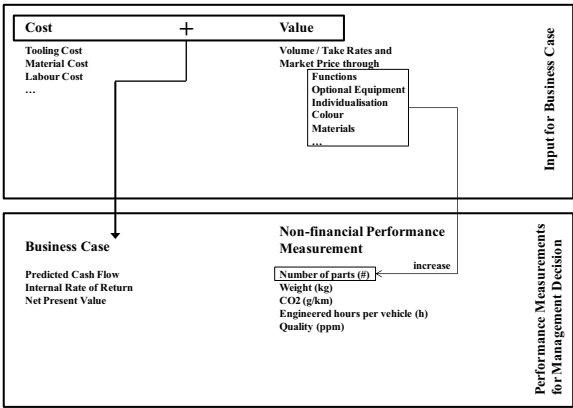 Cost + Value
Tooling Cost
Material Cost
Labour Cost
…
Volume / Take Rates and
Market Price through
Functions
Optional Equipment
Individualisation
Colour
Materials
…
Input for Business Case
Business Case
Predicted Cash Flow
Internal Rate of Return
Net Present Value
Non-financial Performance
Measurement
Number of parts (#)
increase
Weight (kg)
CO2 (g/km)
Engineered hours per vehicle (h)
Quality (ppm)
Performance Measurements
for Management Decision